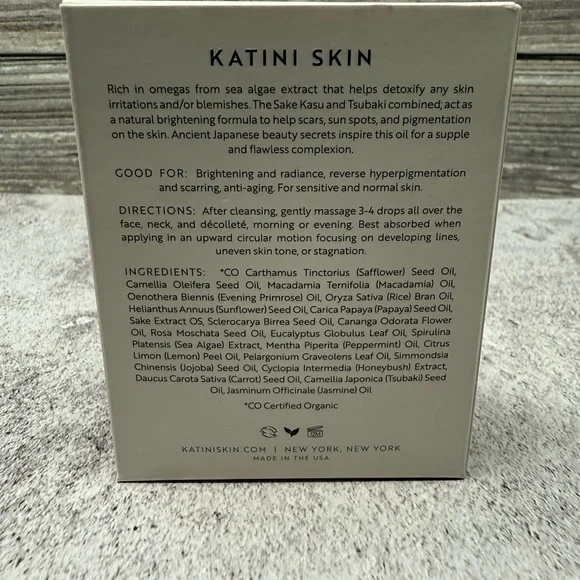 KATINI SKIN
Rich in omegas from sea algae extract that helps detoxify any skin
irritations and/or blemishes. The Sake Kasu and Tsubaki combined; act as
a natural brightening formula to help scars, sun spots, and pigmentation
on the skin. Ancient Japanese beauty secrets inspire this oil for a supple
and flawless complexion.
GOOD FOR: Brightening and radiance, reverse hyperpigmentation
and scarring, anti-aging. For sensitive and normal skin.
DIRECTIONS: After cleansing, gently massage 3-4 drops all over the
face, neck, and décolleté, morning or evening. Best absorbed when
applying in an upward circular motion focusing on developing lines,
uneven skin tone, or stagnation.
INGREDIENTS: *CO Carthamus Tinctorius (Safflower) Seed Oil,
Camellia Oleifera Seed Oil, Macadamia Ternifolia (Macadamia) Oil,
Oenothera Biennis (Evening Primrose) Oil, Oryza Sativa (Rice) Bran Oil,
Helianthus Annuus (Sunflower) Seed Oil, Carica Papaya (Papaya) Seed Oil,
Sake Extract OS, Sclerocarya Birrea Seed Oil, Cananga Odorata Flower
Oil, Rosa Moschata Seed Oil, Eucalyptus Globulus Leaf Oil, Spirulina
Platensis (Sea Algae) Extract, Mentha Piperita (Peppermint) Oil, Citrus
Limon (Lemon) Peel Oil, Pelargonium Graveolens Leaf Oil, Simmondsia
Chinensis (Jojoba) Seed Oil, Cyclopia Intermedia (Honeybush) Extract,
Daucus Carota Sativa (Carrot) Seed Oil, Camellia Japonica (Tsubaki) Seed
Oil, Jasminum Officinale (Jasmine) Oil
*CO Certified Organic
12M
KATINISKIN.COM | NEW YORK, NEW YORK
MADE IN THE USA